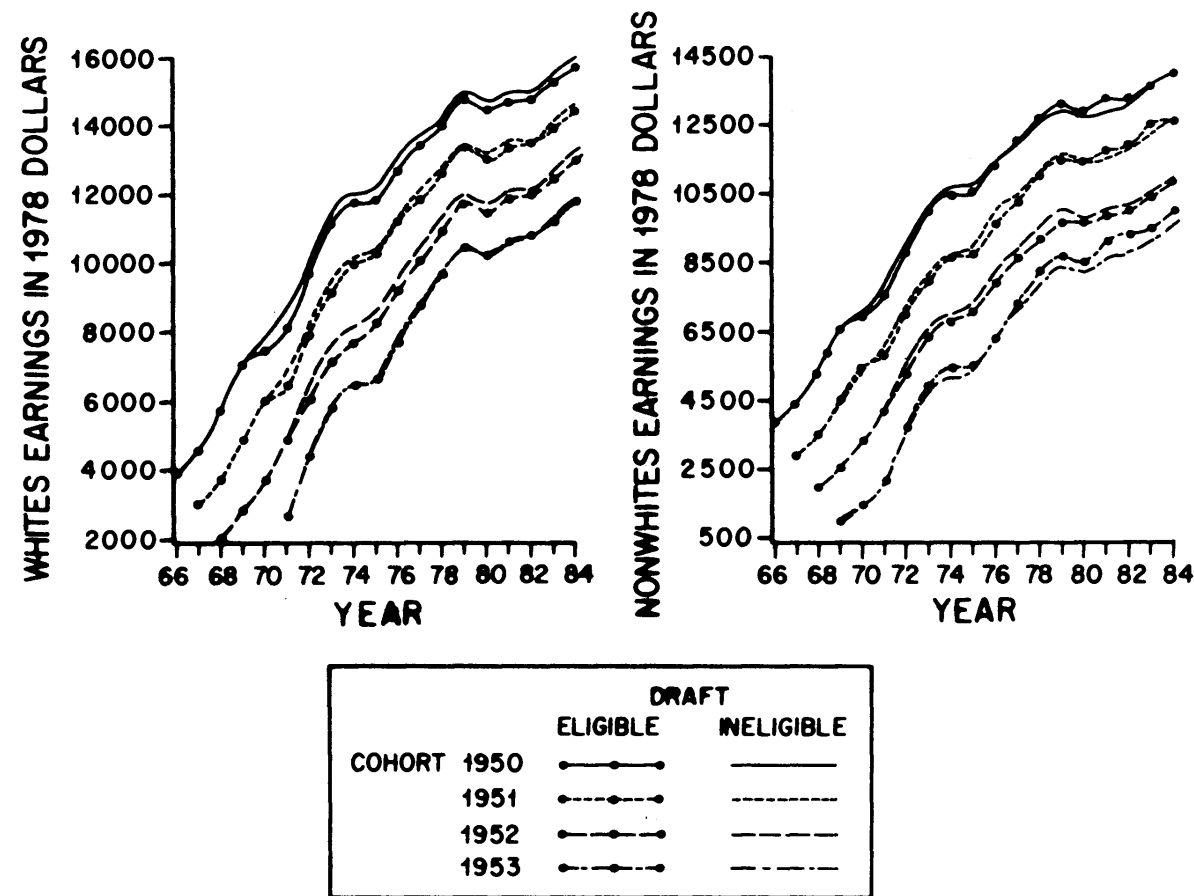 WHITES EARNINGS IN 1978 DOLLARS
16000
14000
12000
10000
8000
6000
4000
2000
66 68 70 72 74 76 78 80 82 84
YEAR
NONWHITES EARNINGS IN 1978 DOLLARS
14500
12500
10500
8500
6500
4500
2500
500
66 68 70 72 74 76 78 80 82 84
YEAR
DRAFT
ELIGIBLE INELIGIBLE
COHORT 1950
1951
1952
1953